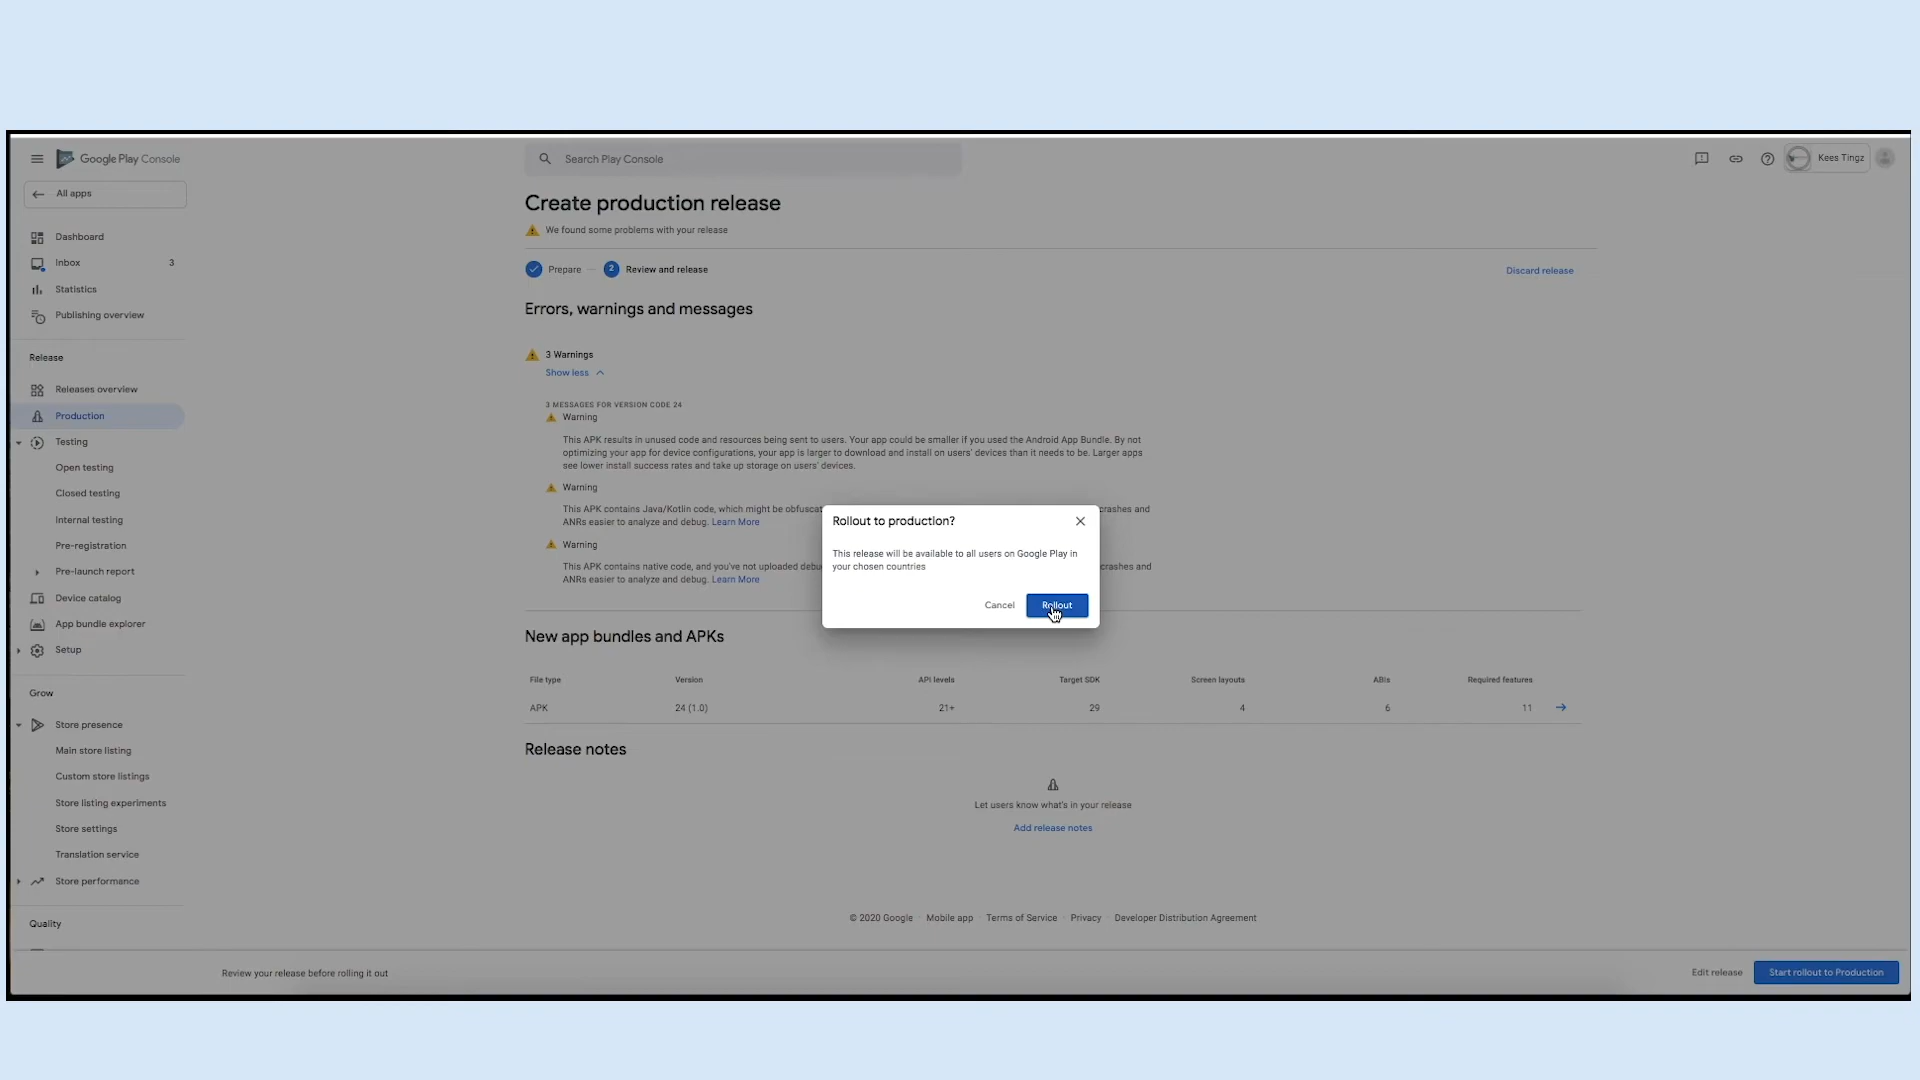 Google Play Console
Search Play Console
Kees Tingz
All apps
Dashboard
Inbox 3
Statistics
Publishing overview
Release
Releases overview
Production
Testing
Open testing
Closed testing
Internal testing
Pre-registration
Pre-launch report
Device catalog
App bundle explorer
Setup
Grow
Store presence
Main store listing
Custom store listings
Store listing experiments
Store settings
Translation service
Store performance
Quality
Create production release
We found some problems with your release
Prepare 2 Review and release
Discard release
Errors, warnings and messages
3 Warnings
Show less
3 MESSAGES FOR VERSION CODE 24
Warning
This APK results in unused code and resources being sent to users. Your app could be smaller if you used the Android App Bundle. By not
optimizing your app for device configurations, your app is larger to download and install on users' devices than it needs to be. Larger apps
see lower install success rates and take up storage on users' devices.
Warning
This APK contains Java/Kotlin code, which might be obfuscat crashes and
ANRs easier to analyze and debug. Learn More
Warning
This APK contains native code, and you've not uploaded debu crashes and
ANRs easier to analyze and debug. Learn More
Rollout to production?
This release will be available to all users on Google Play in
your chosen countries
Cancel Rollout
New app bundles and APKs
File type Version API levels Target SDK Screen layouts ABIs Required features
APK 24 (1.0) 21+ 29 4 6 11
Release notes
Let users know what's in your release
Add release notes
© 2020 Google Mobile app Terms of Service Privacy Developer Distribution Agreement
Review your release before rolling it out
Edit release Start rollout to Production